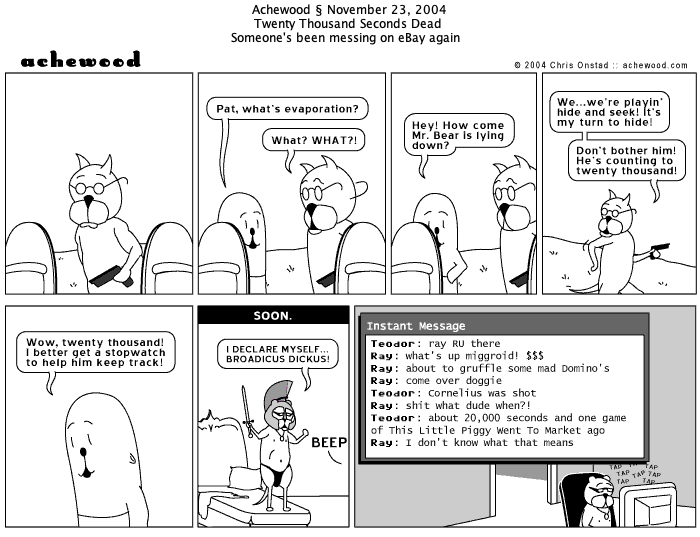 Achewood § November 23, 2004
Twenty Thousand Seconds Dead
Someone's been messing on eBay again
achewood
© 2004 Chris Onstad :: achewood.com
Pat, what's evaporation?
What? WHAT?!
Hey! How come
Mr. Bear is lying
down?
We...we're playin'
hide and seek! It's
my turn to hide!
Don't bother him!
He's counting to
twenty thousand!
Wow, twenty thousand!
I better get a stopwatch
to help him keep track!
SOON.
I DECLARE MYSELF...
BROADICUS DICKUS!
BEEP
Instant Message
Teodor: ray RU there
Ray: what's up miggroid! $$$
Ray: about to gruffle some mad Domino's
Ray: come over doggie
Teodor: Cornelius was shot
Ray: shit what dude when?!
Teodor: about 20,000 seconds and one game
of This Little Piggy Went To Market ago
Ray: I don't know what that means
TAP TAP TAP
TAP TAP TAP
TAP TAP